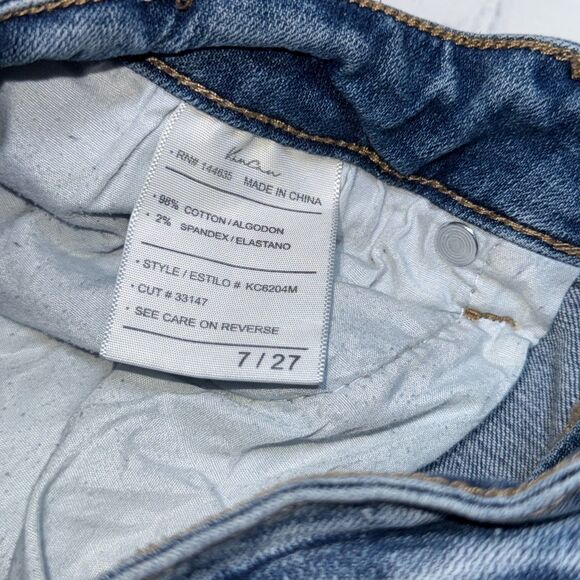 KanCan
• RN# 144635 MADE IN CHINA
• 98% COTTON / ALGODON
• 2% SPANDEX / ELASTANO
• STYLE / ESTILO # KC6204M
• CUT # 33147
• SEE CARE ON REVERSE
7 / 27